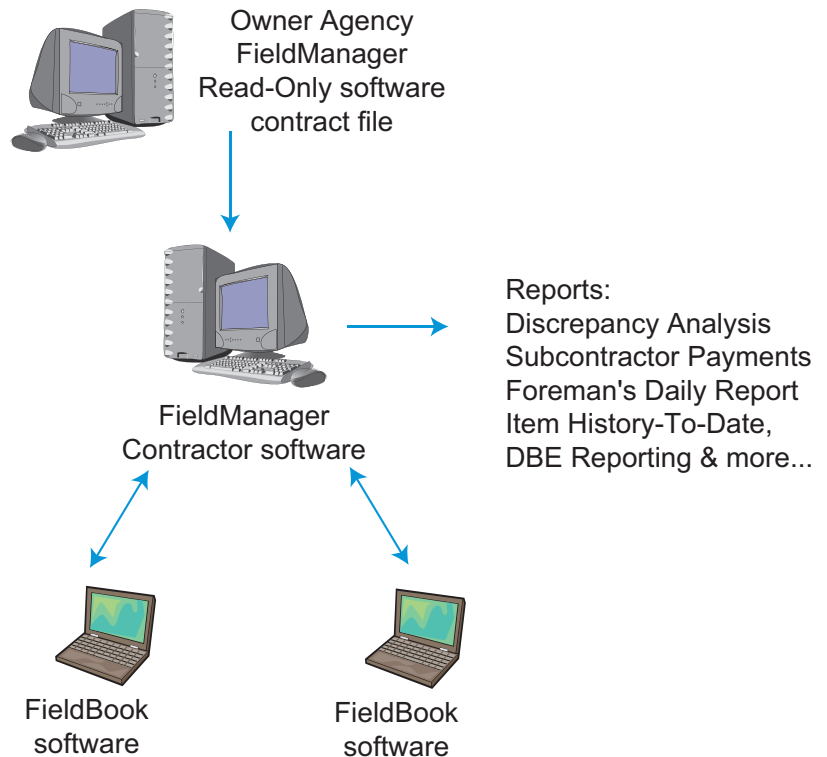 Owner Agency
FieldManager
Read-Only software
contract file
Reports:
Discrepancy Analysis
Subcontractor Payments
Foreman's Daily Report
Item History-To-Date,
DBE Reporting & more...
FieldManager
Contractor software
FieldBook
software
FieldBook
software